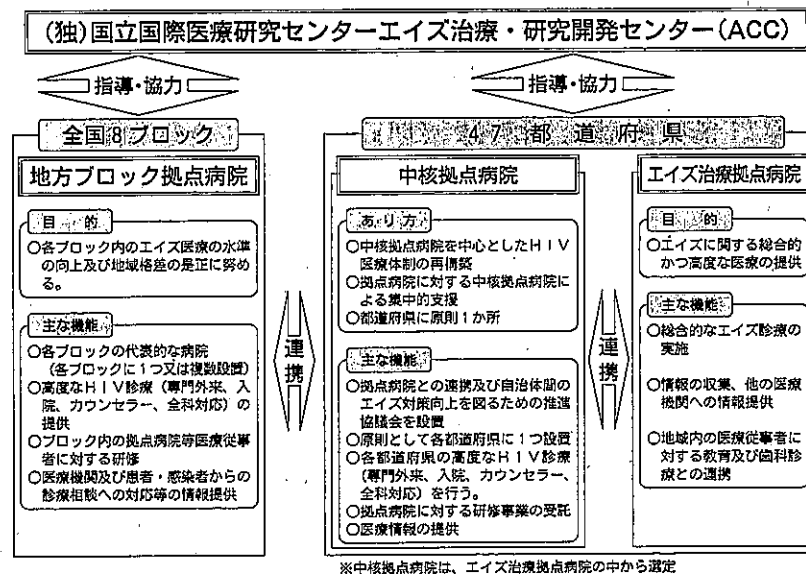 (独)国立国際医療研究センターエイズ治療・研究開発センター(ACC)
指導・協力
指導・協力
全国8ブロック
地方ブロック拠点病院
目的
○各ブロック内のエイズ医療の水準
の向上及び地域格差の是正に努め
る。
主な機能
○各ブロックの代表的な病院
(各ブロックに1つ又は複数設置)
○高度なHIV診療(専門外来、入
院、カウンセラー、全科対応)の
提供
○ブロック内の拠点病院等医療従事
者に対する研修
○医療機関及び患者・感染者からの
診療相談への対応等の情報提供
連携
47都道府県
中核拠点病院
あり方
○中核拠点病院を中心としたHIV
医療体制の再構築
○拠点病院に対する中核拠点病院に
よる集中的支援
○都道府県に原則1か所
主な機能
○拠点病院との連携及び自治体間の
エイズ対策向上を図るための推進
協議会を設置
○原則として各都道府県に1つ設置
○各都道府県の高度なHIV診療
(専門外来、入院、カウンセラー、
全科対応)を行う。
○拠点病院に対する研修事業の受託
○医療情報の提供
連携
エイズ治療拠点病院
目的
○エイズに関する総合的
かつ高度な医療の提供
主な機能
○総合的なエイズ診療の
実施
○情報の収集、他の医療
機関への情報提供
○地域内の医療従事者に
対する教育及び歯科診
療との連携
※中核拠点病院は、エイズ治療拠点病院の中から選定